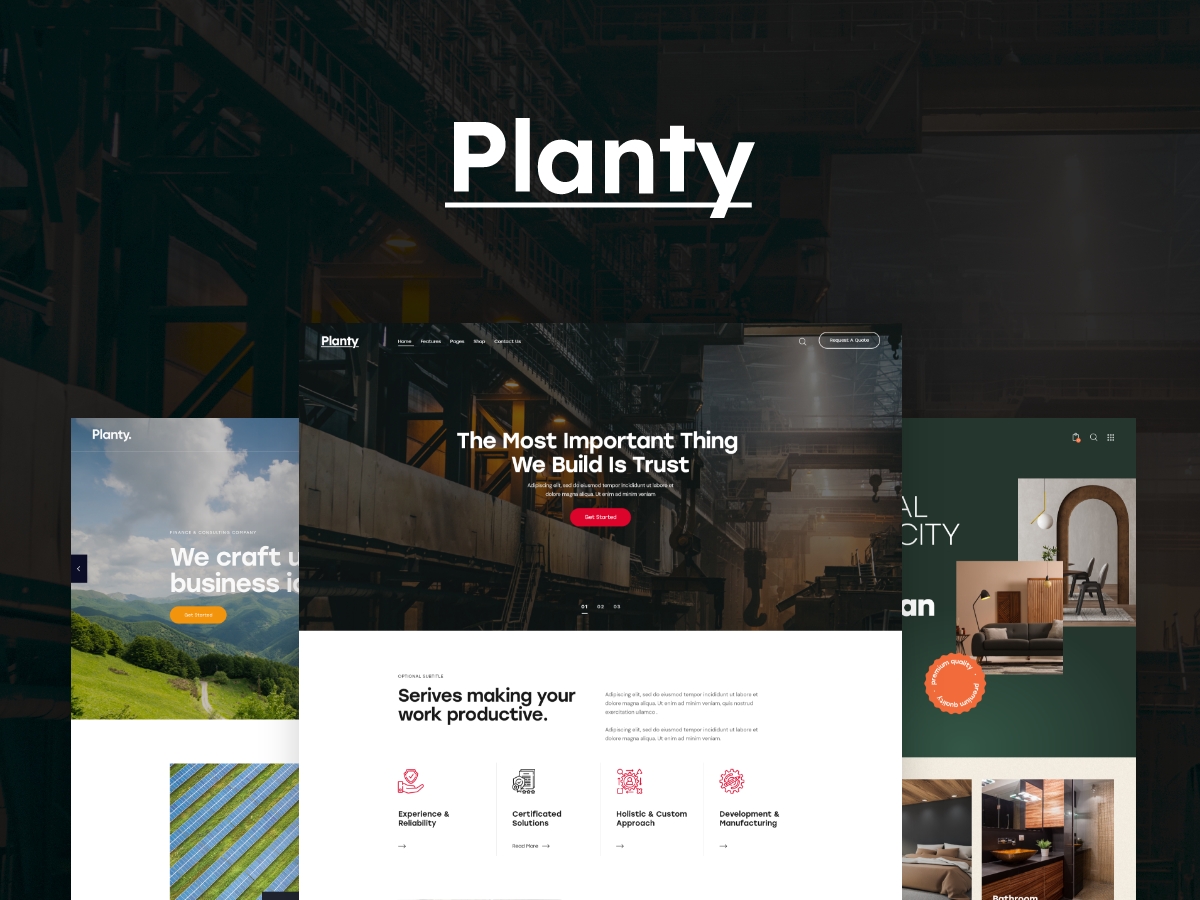 Planty
Planty
Home Features Pages Shop Contact Us
Request A Quote
The Most Important Thing
We Build Is Trust
Adipiscing elit, sed do eiusmod tempor incididunt ut labore et
dolore magna aliqua. Ut enim ad minim veniam
Get Started
01 02 03
Planty.
FINANCE & CONSULTING COMPANY
We craft u
business ic
Get Started
AL
CITY
an
premium quality · premium quality ·
Bathroom
OPTIONAL SUBTITLE
Serives making your
work productive.
Adipiscing elit, sed do eiusmod tempor incididunt ut labore et
dolore magna aliqua. Ut enim ad minim veniam, quis nostrud
exercitation ullamco.
Adipiscing elit, sed do eiusmod tempor incididunt ut labore et
dolore magna aliqua. Ut enim ad minim veniam.
Experience &
Reliability
Certificated
Solutions
Read More
Holistic & Custom
Approach
Development &
Manufacturing